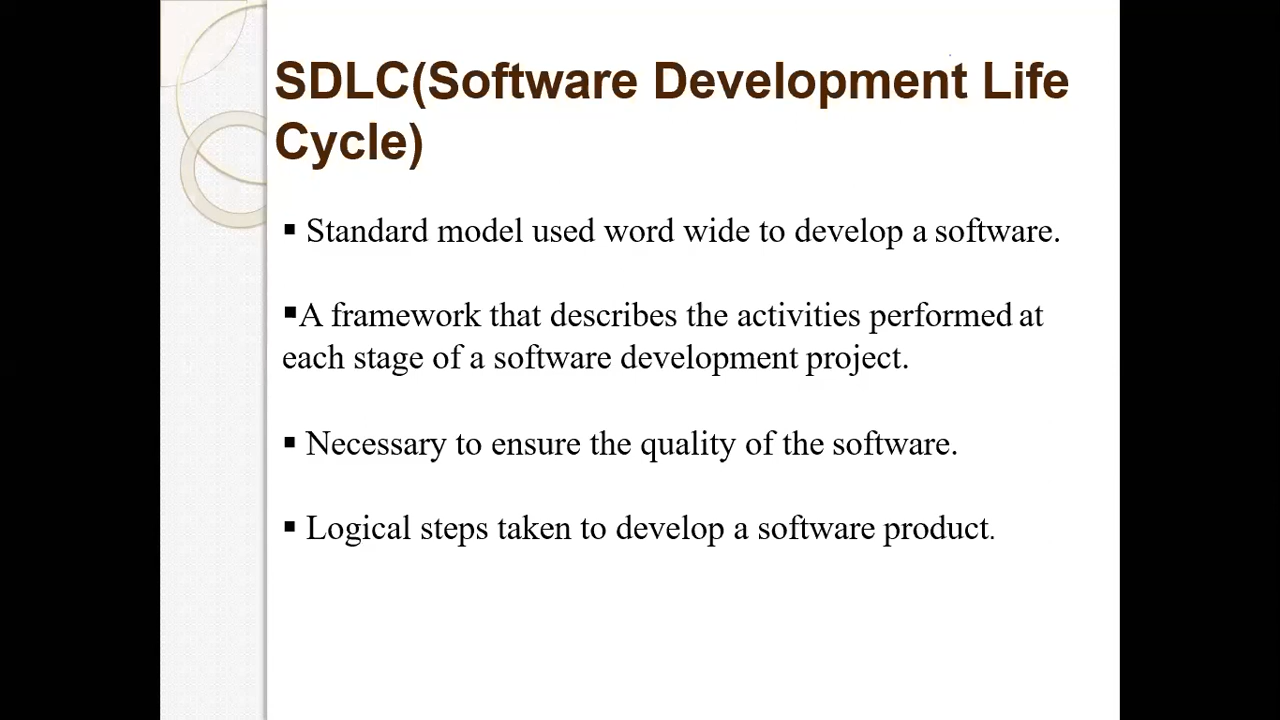 SDLC(Software Development Life
Cycle)
▪ Standard model used word wide to develop a software.
▪A framework that describes the activities performed at
each stage of a software development project.
▪ Necessary to ensure the quality of the software.
▪ Logical steps taken to develop a software product.